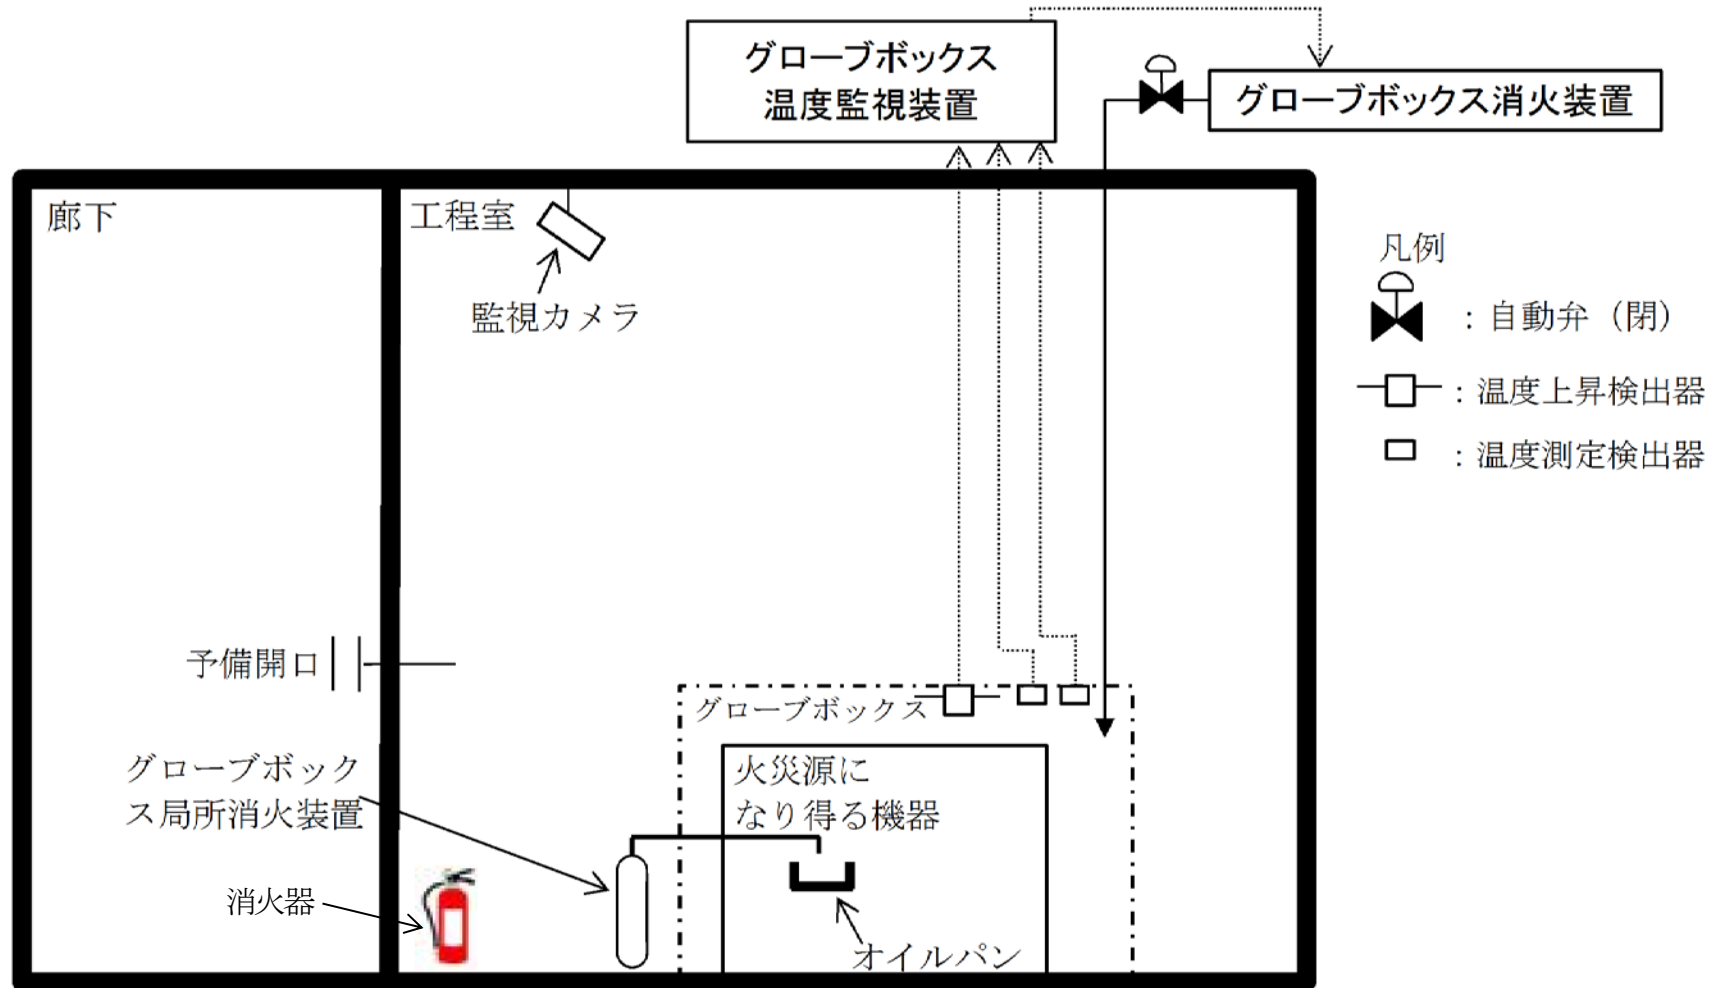 グローブボックス
温度監視装置
グローブボックス消火装置
廊下
工程室
監視カメラ
凡例
：自動弁（閉）
：温度上昇検出器
：温度測定検出器
予備開口
グローブボックス
グローブボック
ス局所消火装置
火災源に
なり得る機器
消火器
オイルパン